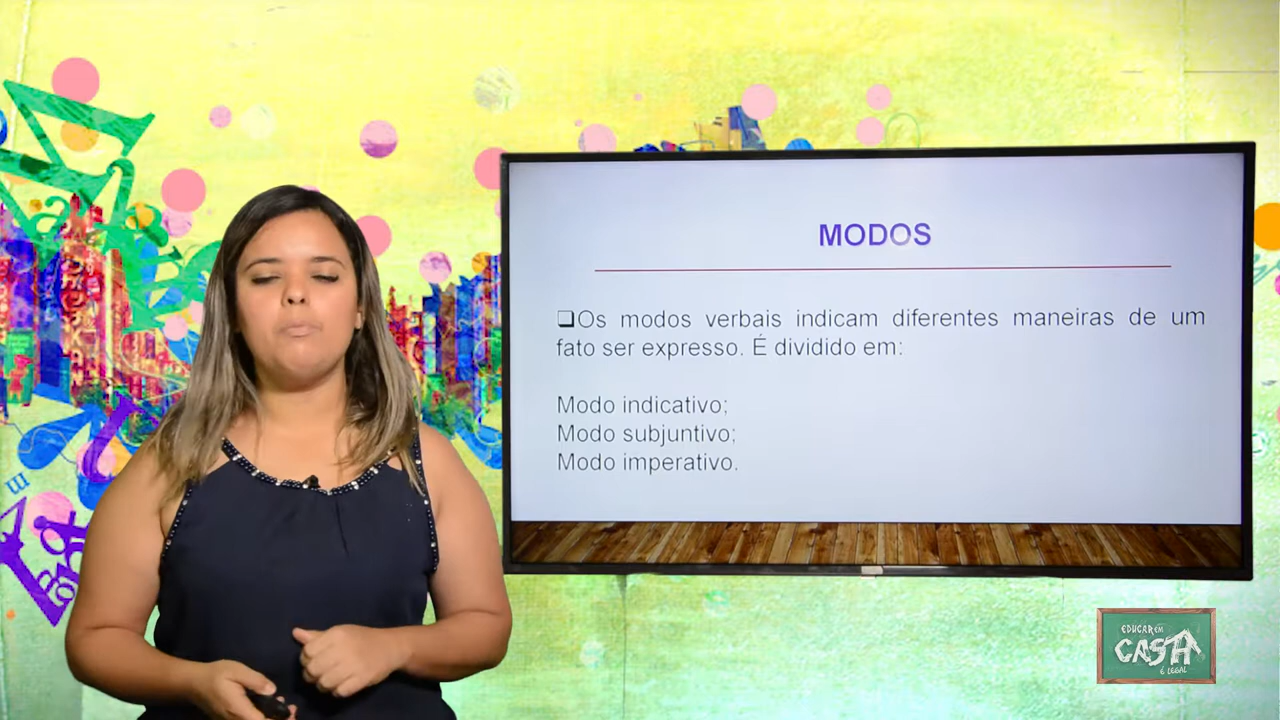 MODOS
❑Os modos verbais indicam diferentes maneiras de um
fato ser expresso. É dividido em:
Modo indicativo;
Modo subjuntivo;
Modo imperativo.
EDUCAR EM
CASA
É LEGAL